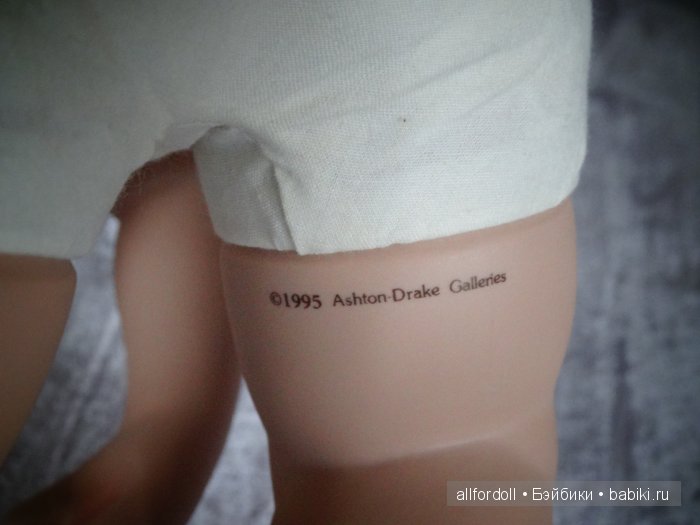 ©1995 Ashton-Drake Galleries
allfordoll • Бэйбики • babiki.ru